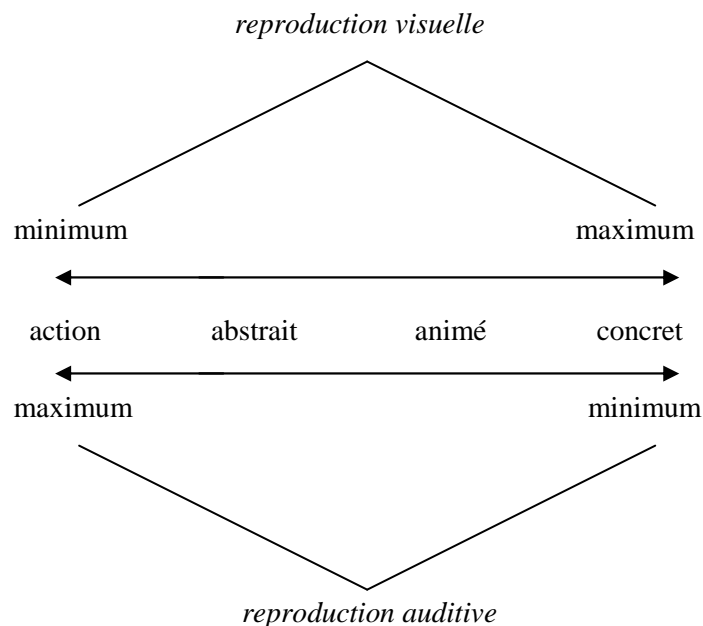 reproduction visuelle
minimum maximum
action abstrait animé concret
maximum minimum
reproduction auditive